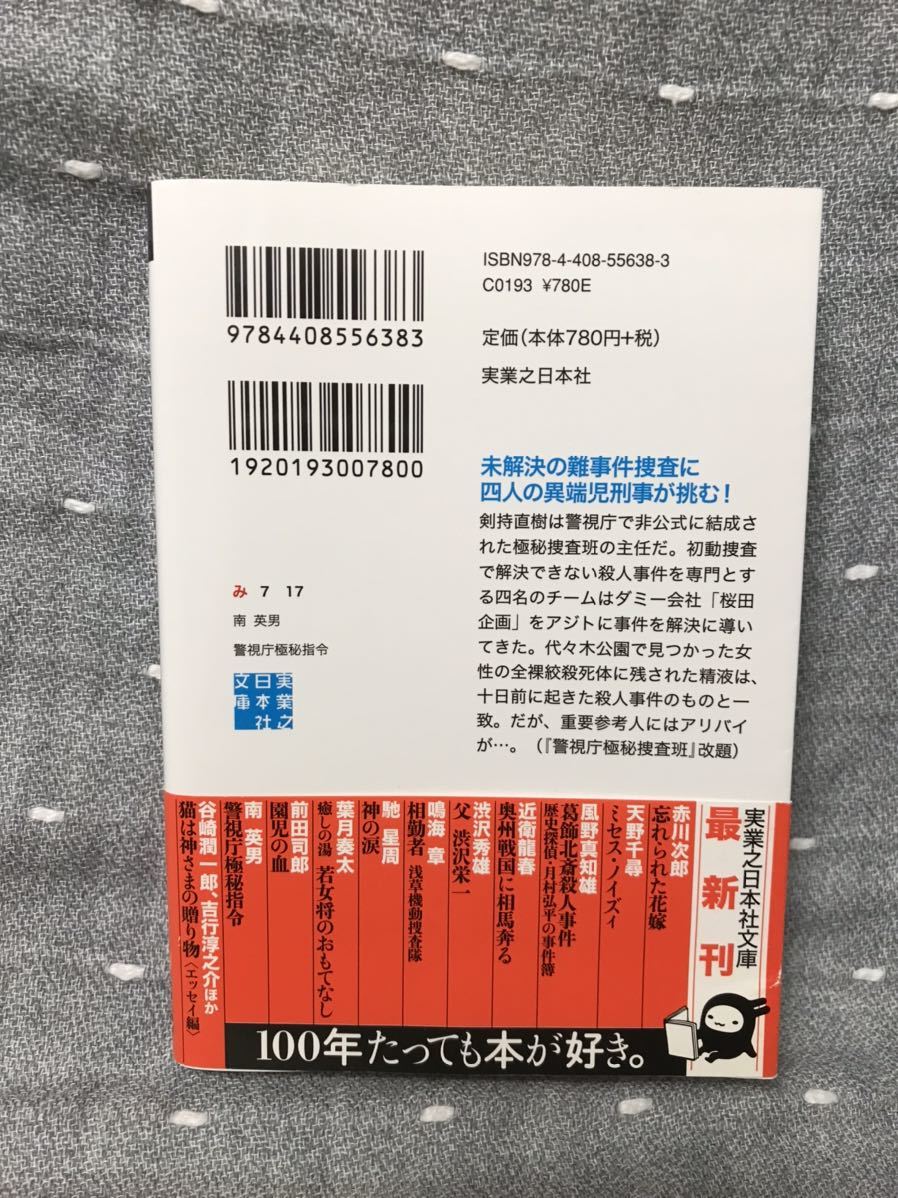 ISBN978-4-408-55638-3
C0193 ¥780E
定価(本体780円+税)
実業之日本社
9784408556383
1920193007800
未解決の難事件捜査に
四人の異端児刑事が挑む!
剣持直樹は警視庁で非公式に結成さ
れた極秘捜査班の主任だ。初動捜査
で解決できない殺人事件を専門とす
る四名のチームはダミー会社「桜田
企画」をアジトに事件を解決に導い
てきた。代々木公園で見つかった女
性の全裸絞殺死体に残された精液は、
十日前に起きた殺人事件のものと一
致。だが、重要参考人にはアリバイ
が…。（『警視庁極秘捜査班』改題）
み 7 17
南 英男
警視庁極秘指令
実業之
日本社
文庫
実業之日本社文庫
最新刊
赤川次郎
忘れられた花嫁
天野千尋
ミセス・ノイズィ
風野真知雄
葛飾北斎殺人事件
歴史探偵・月村弘平の事件簿
近衛龍春
奥州戦国に相馬奔る
渋沢秀雄
父 渋沢栄一
鳴海 章
相勤者 浅草機動捜査隊
馳 星周
神の涙
葉月奏太
癒しの湯 若女将のおもてなし
前田司郎
園児の血
南 英男
警視庁極秘指令
谷崎潤一郎、吉行淳之介ほか
猫は神さまの贈り物〈エッセイ編〉
100年たっても本が好き。